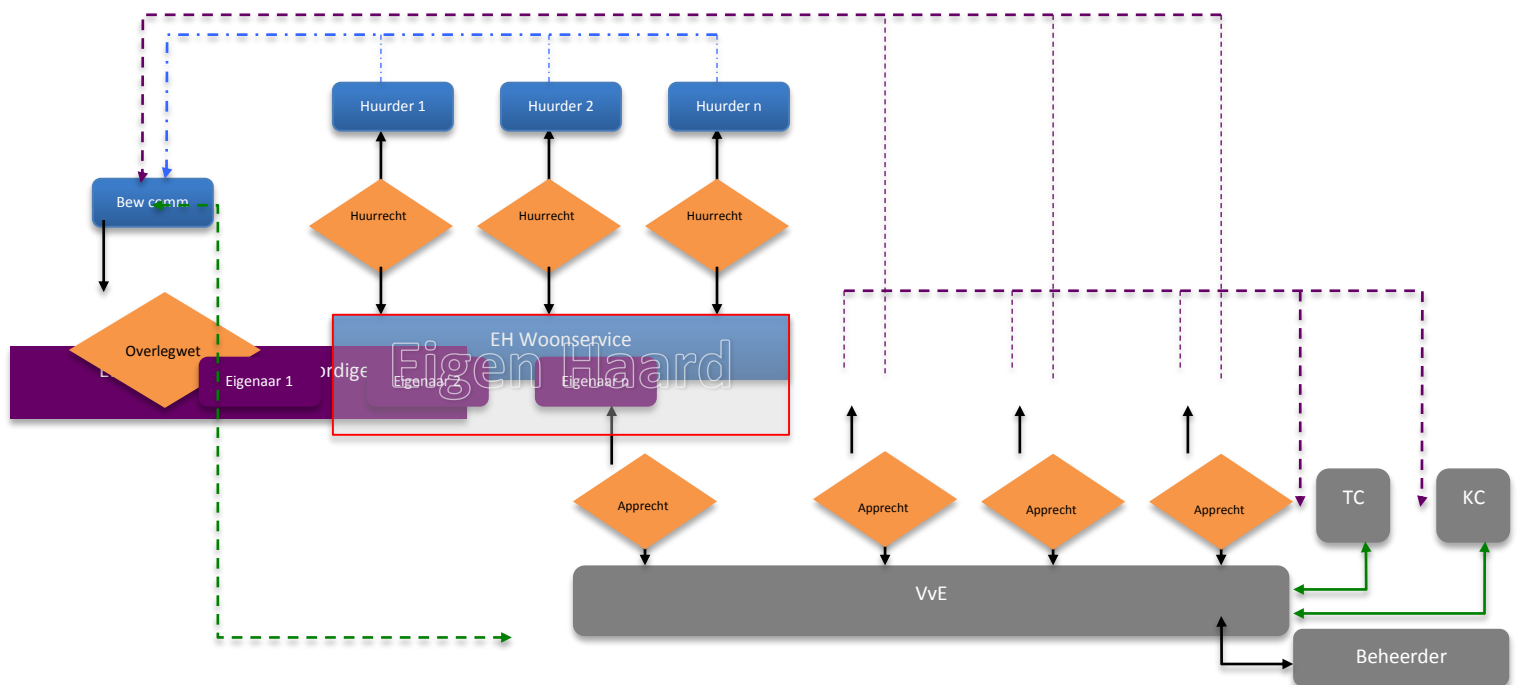 Huurder 1
Huurder 2
Huurder n
Bew comm
Huurrecht
Huurrecht
Huurrecht
EH Woonservice
Overlegwet
Eigen Haard
Eigenaar 1
Eigenaar 2
Eigenaar n
Apprecht
Apprecht
Apprecht
Apprecht
TC
KC
VvE
Beheerder